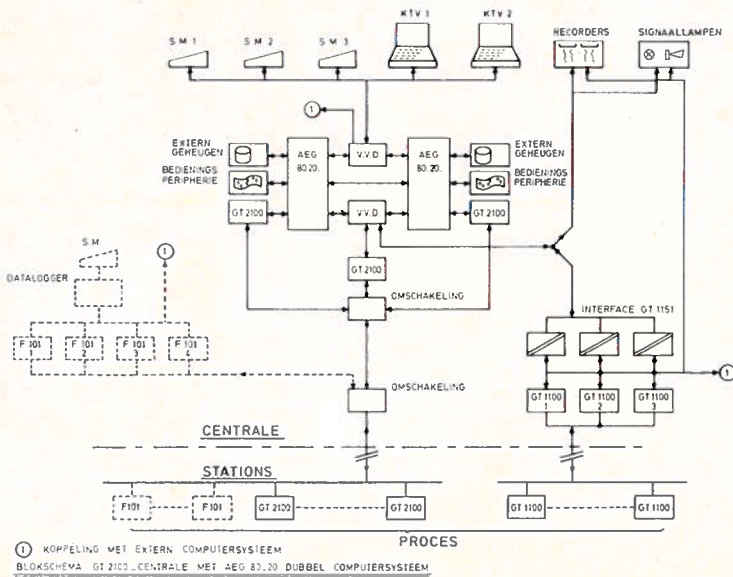 KTV 1
KTV 2
RECORDERS
SIGNAALLAMPEN
S M 1
S M 2
S M 3
1
EXTERN GEHEUGEN
AEG 80.20.
V.V.D
AEG 80.20.
EXTERN GEHEUGEN
BEDIENINGS PERIPHERIE
BEDIENINGS PERIPHERIE
GT 2100
V.V.D.
GT 2100
S M
1
DATALOGGER
GT 2100
OMSCHAKELING
INTERFACE GT 1151
F 101 1
F 101 2
F 101 3
F 101 4
1
OMSCHAKELING
GT 1100 1
GT 1100 2
GT 1100 3
CENTRALE
STATIONS
F101
F101
GT 2100
GT 2100
GT 1100
GT 1100
PROCES
1 KOPPELING MET EXTERN COMPUTERSYSTEEM
BLOKSCHEMA GT 2100_CENTRALE MET AEG 80.20 DUBBEL COMPUTERSYSTEEM